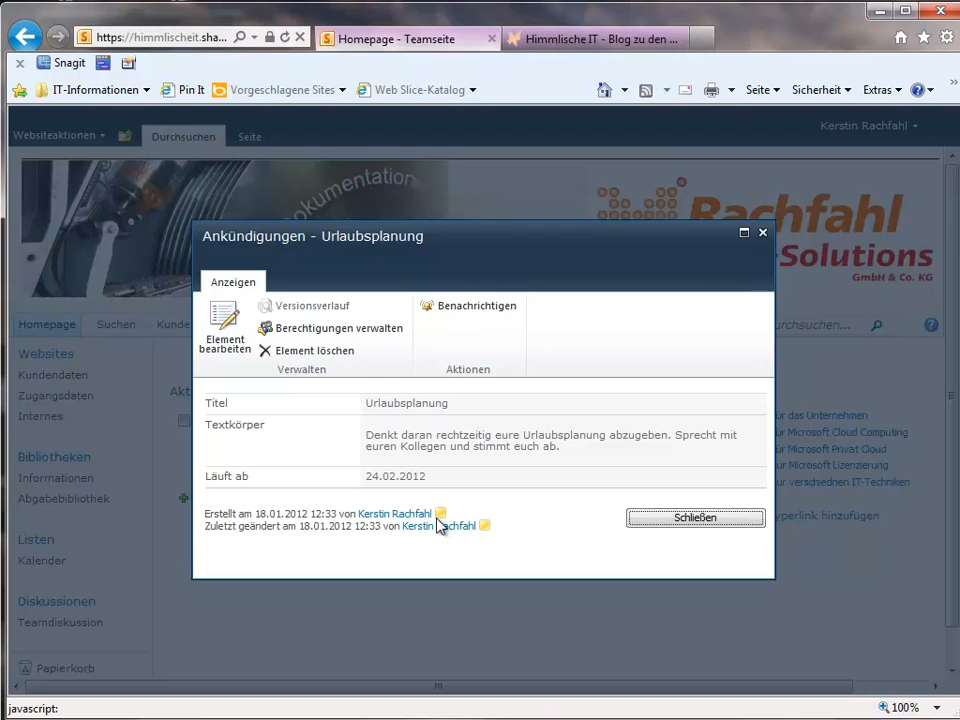 https://himmlischeit.sha...
Homepage - Teamseite
Himmlische IT - Blog zu den ...
Snagit
IT-Informationen
Pin It
Vorgeschlagene Sites
Web Slice-Katalog
Seite
Sicherheit
Extras
Websiteaktionen
Durchsuchen
Seite
Kerstin Rachfahl
Dokumentation
Rachfahl
-Solutions
GmbH & Co. KG
Ankündigungen - Urlaubsplanung
Anzeigen
Element bearbeiten
Versionsverlauf
Berechtigungen verwalten
Element löschen
Verwalten
Benachrichtigen
Aktionen
Titel
Urlaubsplanung
Textkörper
Denkt daran rechtzeitig eure Urlaubsplanung abzugeben. Sprecht mit
euren Kollegen und stimmt euch ab.
Läuft ab
24.02.2012
Erstellt am 18.01.2012 12:33 von Kerstin Rachfahl
Zuletzt geändert am 18.01.2012 12:33 von Kerstin Rachfahl
Schließen
Homepage
Suchen
Kunde
urchsuchen...
Websites
Kundendaten
Zugangsdaten
Internes
Bibliotheken
Informationen
Abgabebibliothek
Listen
Kalender
Diskussionen
Teamdiskussion
Papierkorb
Akt
ür das Unternehmen
ür Microsoft Cloud Computing
ür Microsoft Privat Cloud
ür Microsoft Lizenzierung
ur verschiednen IT-Techniken
yperlink hinzufügen
javascript:
100%